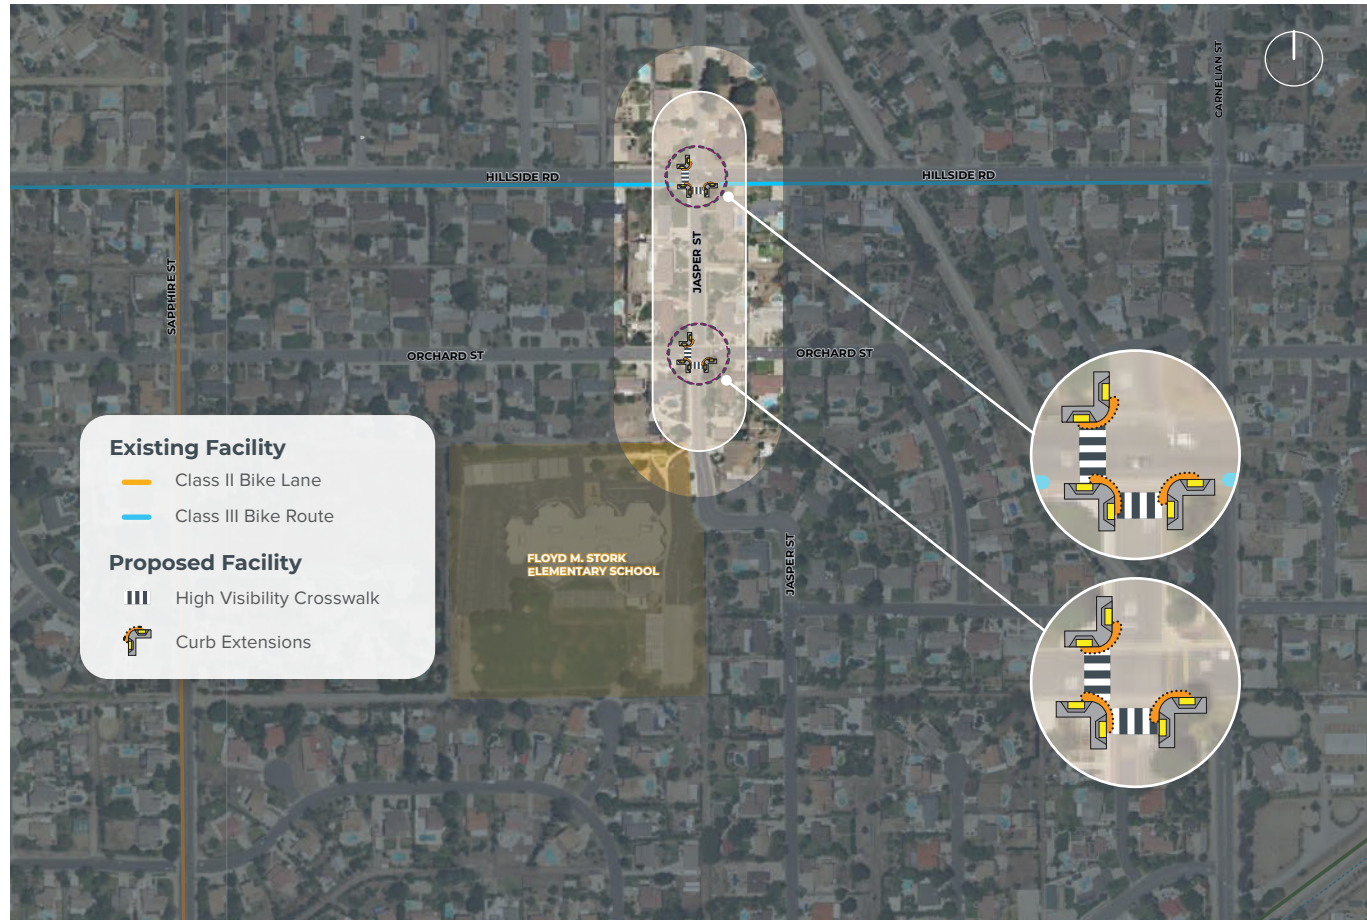 CARNELIAN ST
HILLSIDE RD
HILLSIDE RD
JASPER ST
SAPPHIRE ST
ORCHARD ST
ORCHARD ST
Existing Facility
Class II Bike Lane
Class III Bike Route
Proposed Facility
High Visibility Crosswalk
Curb Extensions
FLOYD M. STORK
ELEMENTARY SCHOOL
JASPER ST